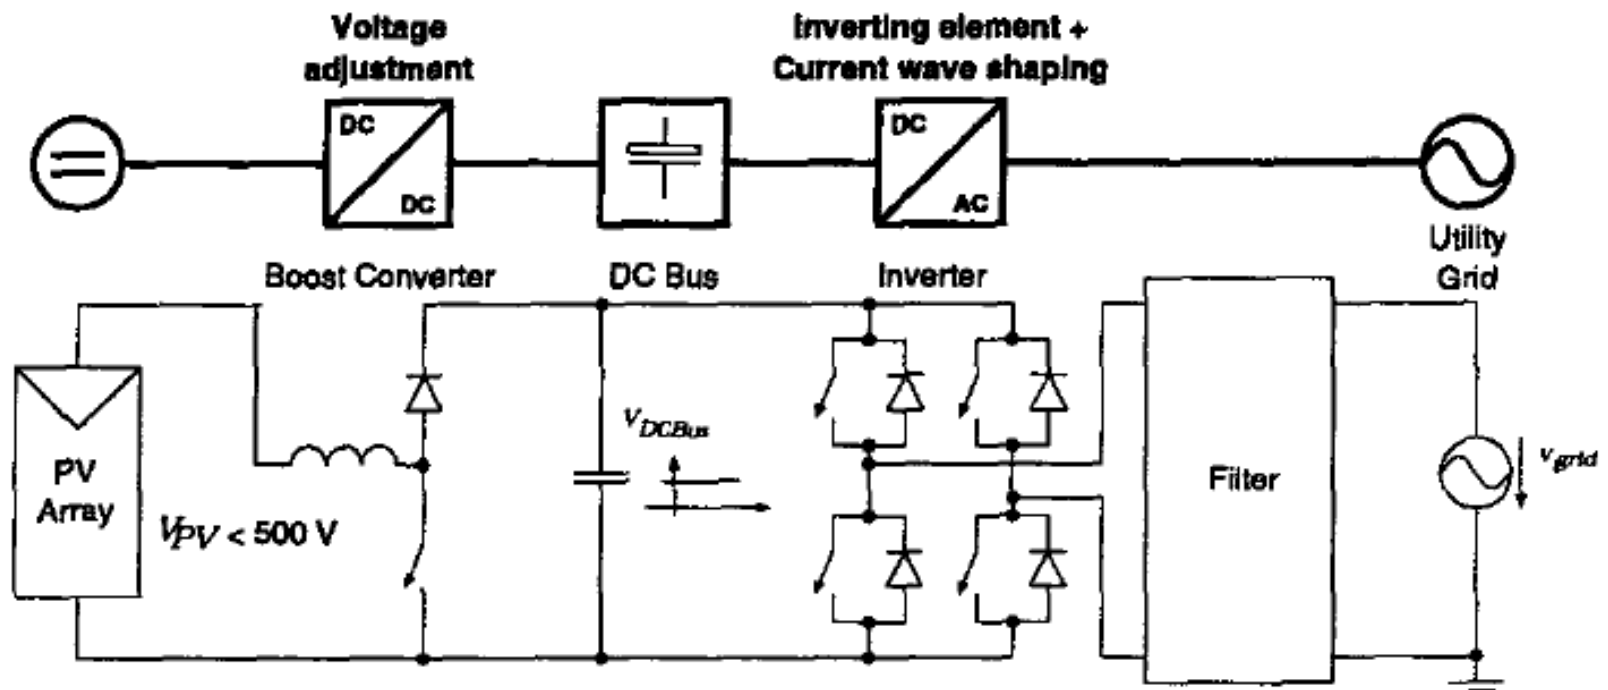 Voltage
adjustment
Inverting element +
Current wave shaping
DC
DC
DC
AC
Utility
Grid
Boost Converter
DC Bus
Inverter
PV
Array
V_PV < 500 V
V_DCBus
Filter
v_grid